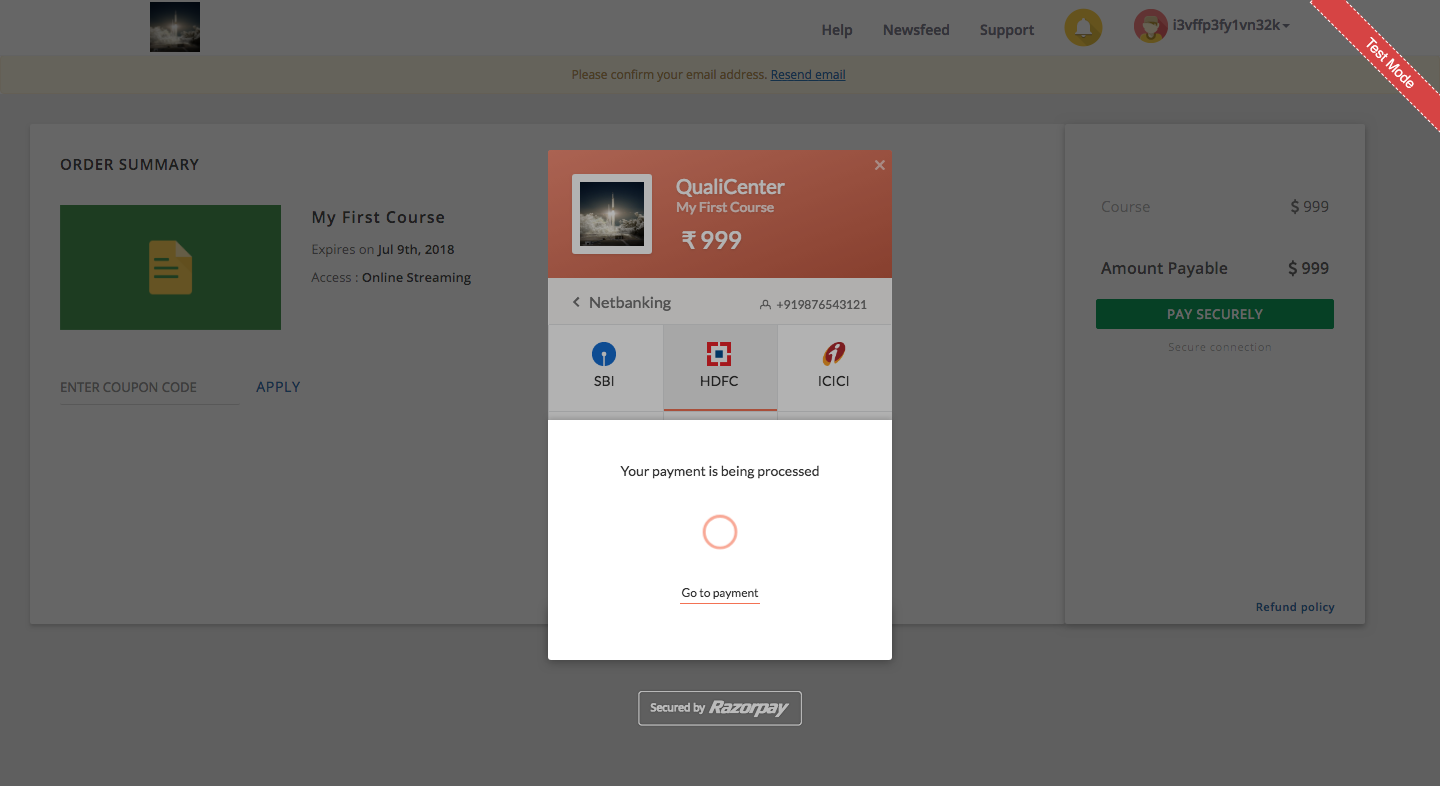 Help
Newsfeed
Support
i3vffp3fy1vn32k
Test Mode
Please confirm your email address. Resend email
ORDER SUMMARY
My First Course
Expires on Jul 9th, 2018
Access : Online Streaming
ENTER COUPON CODE
APPLY
QualiCenter
My First Course
₹ 999
Netbanking
+919876543121
SBI
HDFC
ICICI
Your payment is being processed
Go to payment
Secured by Razorpay
Course
$ 999
Amount Payable
$ 999
PAY SECURELY
Secure connection
Refund policy